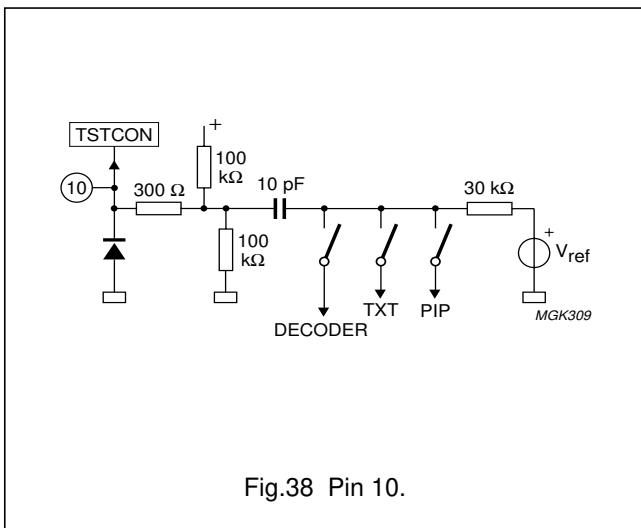 TSTCON
+
100
kΩ
10
300 Ω
10 pF
30 kΩ
100
kΩ
+
Vref
DECODER
TXT
PIP
MGK309
Fig.38 Pin 10.